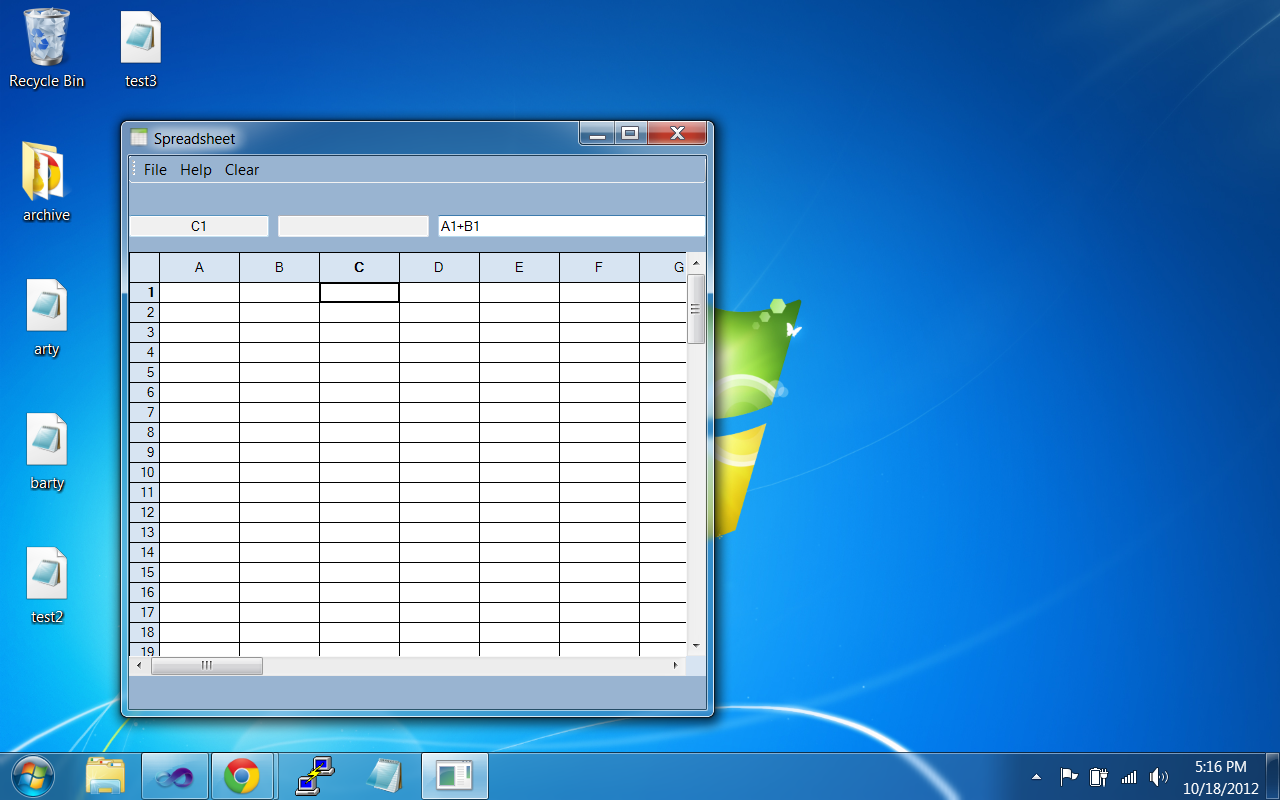 Recycle Bin
test3
archive
arty
barty
test2
Spreadsheet
File Help Clear
C1
A1+B1
A B C D E F G
1
2
3
4
5
6
7
8
9
10
11
12
13
14
15
16
17
18
19
5:16 PM
10/18/2012